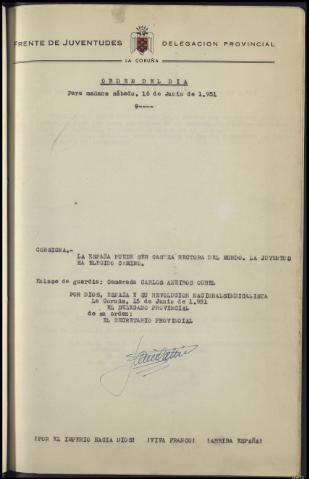 FRENTE DE JUVENTUDES DELEGACION PROVINCIAL
LA CORUÑA
ORDEN DEL DIA
Para mañana sábado, 16 de Junio de 1.951
CONSIGNA.-
LA ESPAÑA PUEDE SER CABEZA RECTORA DEL MUNDO. LA JUVENTUD
HA ELEGIDO CAMINO.
Enlace de guardia: Camarada CARLOS ANEIROS
POR DIOS, ESPAÑA Y SU REVOLUCION NACIONALSINDICALISTA
La Coruña, 15 de Junio de 1.951
EL DELEGADO PROVINCIAL
de su orden:
EL SECRETARIO PROVINCIAL
¡POR EL IMPERIO HACIA DIOS! ¡VIVA FRANCO! ¡ARRIBA ESPAÑA!